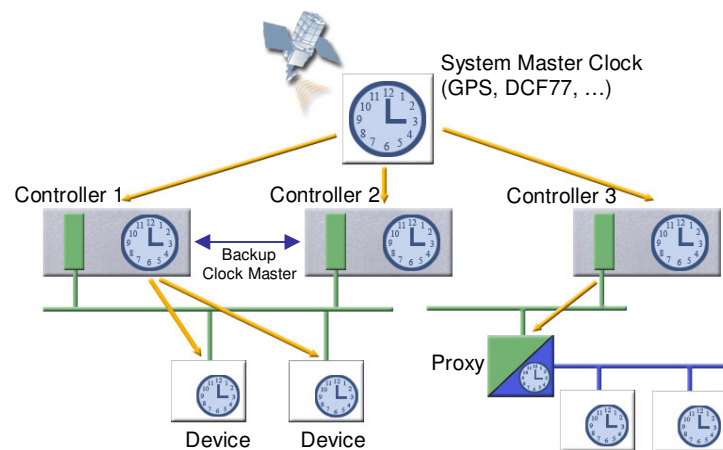 System Master Clock
(GPS, DCF77, …)
Controller 1
Controller 2
Controller 3
Backup
Clock Master
Proxy
Device
Device